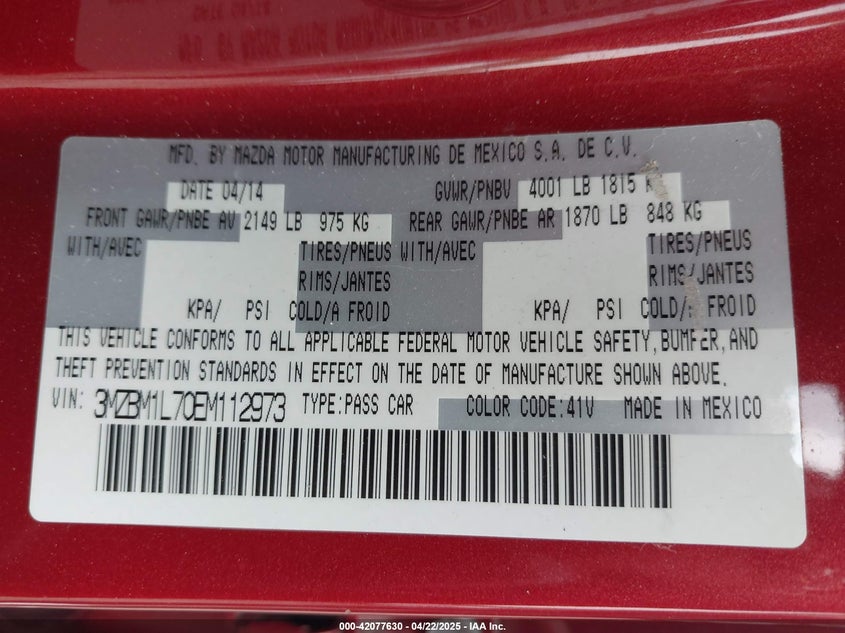 MFD. BY MAZDA MOTOR MANUFACTURING DE MEXICO S.A. DE C.V.
DATE 04/14 GVWR/PNBV 4001 LB 1815 K
FRONT GAWR/PNBE AV 2149 LB 975 KG REAR GAWR/PNBE AR 1870 LB 848 KG
WITH/AVEC TIRES/PNEUS WITH/AVEC TIRES/PNEUS
RIMS/JANTES RIMS/JANTES
KPA/ PSI COLD/A FROID KPA/ PSI COLD/A FROID
THIS VEHICLE CONFORMS TO ALL APPLICABLE FEDERAL MOTOR VEHICLE SAFETY, BUMPER, AND
THEFT PREVENTION STANDARDS IN EFFECT ON THE DATE OF MANUFACTURE SHOWN ABOVE.
VIN: 3MZBM1L70EM112973 TYPE:PASS CAR COLOR CODE:41V MADE IN MEXICO
000-42077630 - 04/22/2025 - IAA Inc.